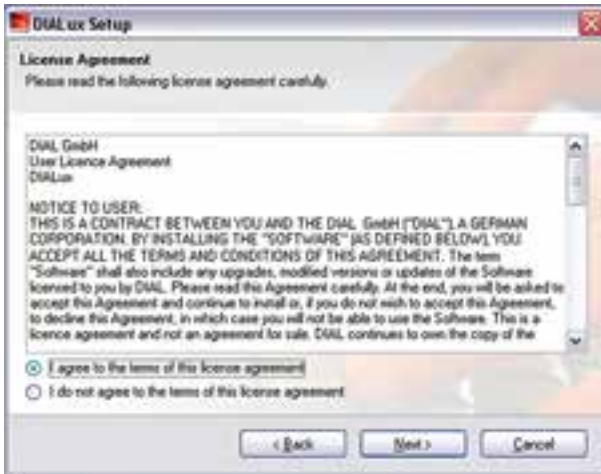 DIALux Setup
License Agreement
Please read the following license agreement carefully.
DIAL GmbH
User Licence Agreement
DIALux
NOTICE TO USER:
THIS IS A CONTRACT BETWEEN YOU AND THE DIAL GmbH ("DIAL"), A GERMAN
CORPORATION. BY INSTALLING THE "SOFTWARE" (AS DEFINED BELOW), YOU
ACCEPT ALL THE TERMS AND CONDITIONS OF THIS AGREEMENT. The term
"Software" shall also include any upgrades, modified versions or updates of the Software
licensed to you by DIAL. Please read this Agreement carefully. At the end, you will be asked to
accept this Agreement and continue to install or, if you do not wish to accept this Agreement,
to decline this Agreement, in which case you will not be able to use the Software. This is a
licence agreement and not an agreement for sale. DIAL continues to own the copy of the
I agree to the terms of this license agreement
I do not agree to the terms of this license agreement
< Back
Next >
Cancel